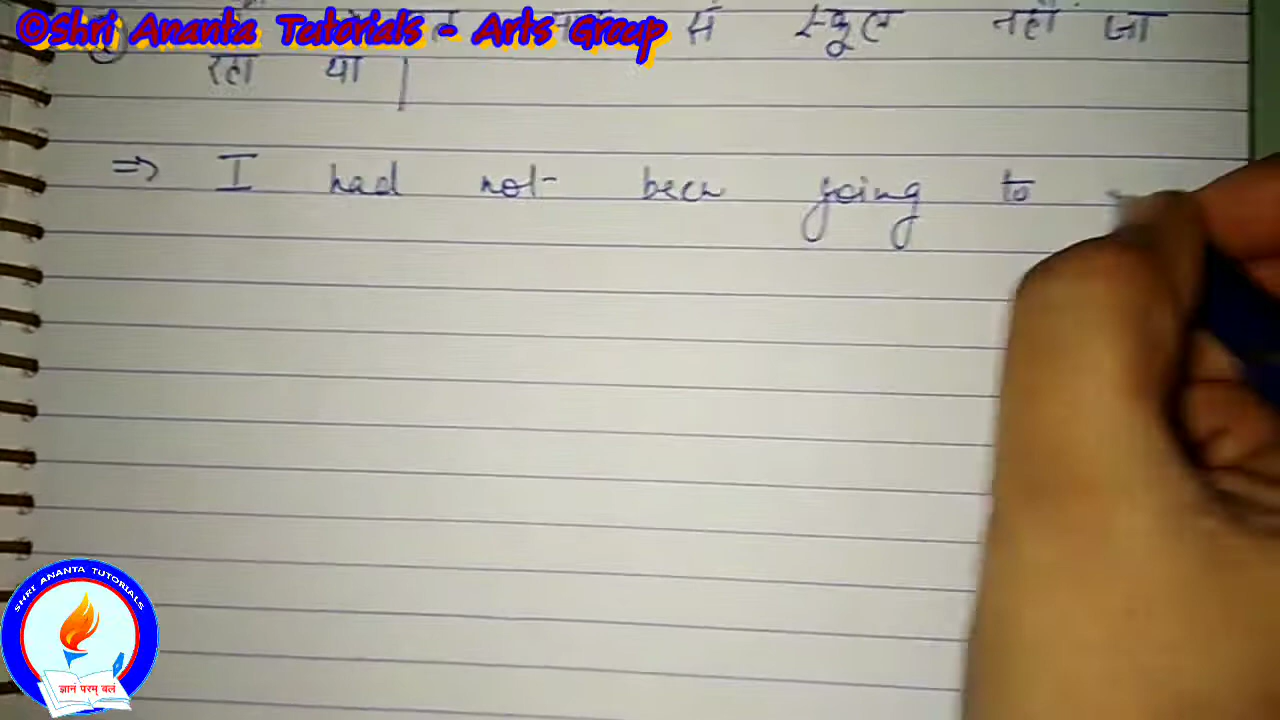 ©Shri Ananta Tutorials - Arts Group
से स्कूल नहीं जा
रहा था |
⇒ I had not been going to
SHRI ANANTA TUTORIALS
ज्ञानं परमं बलं